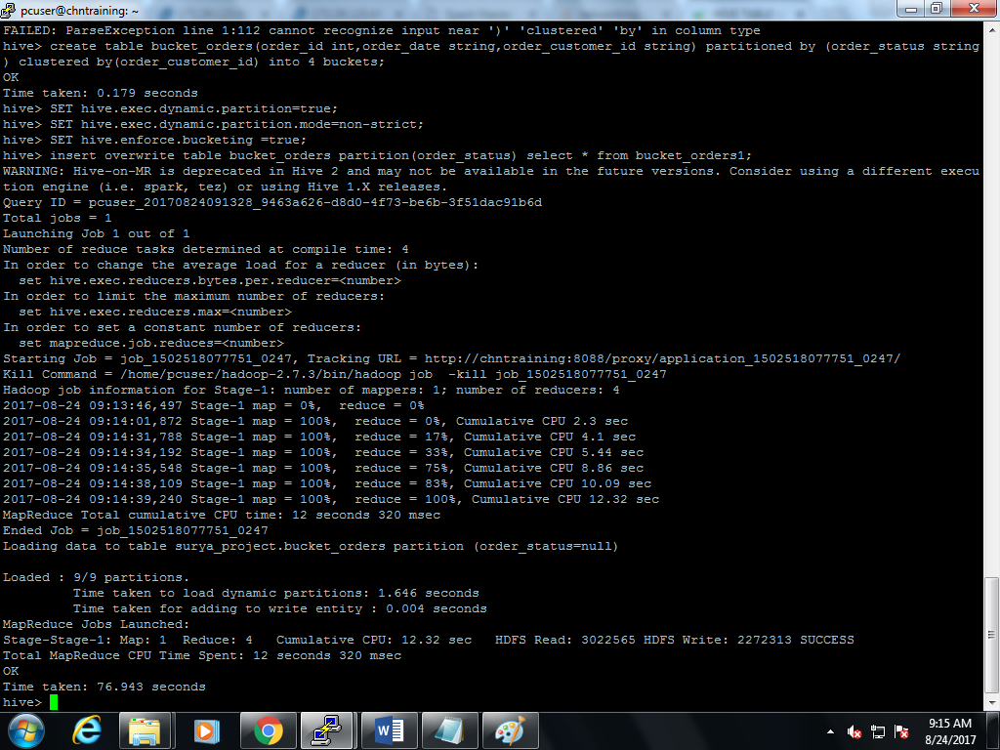 pcuser@chntraining: ~
FAILED: ParseException line 1:112 cannot recognize input near ')' 'clustered' 'by' in column type
hive> create table bucket_orders(order_id int,order_date string,order_customer_id string) partitioned by (order_status string
) clustered by(order_customer_id) into 4 buckets;
OK
Time taken: 0.179 seconds
hive> SET hive.exec.dynamic.partition=true;
hive> SET hive.exec.dynamic.partition.mode=non-strict;
hive> SET hive.enforce.bucketing =true;
hive> insert overwrite table bucket_orders partition(order_status) select * from bucket_orders1;
WARNING: Hive-on-MR is deprecated in Hive 2 and may not be available in the future versions. Consider using a different execu
tion engine (i.e. spark, tez) or using Hive 1.X releases.
Query ID = pcuser_20170824091328_9463a626-d8d0-4f73-be6b-3f51dac91b6d
Total jobs = 1
Launching Job 1 out of 1
Number of reduce tasks determined at compile time: 4
In order to change the average load for a reducer (in bytes):
  set hive.exec.reducers.bytes.per.reducer=<number>
In order to limit the maximum number of reducers:
  set hive.exec.reducers.max=<number>
In order to set a constant number of reducers:
  set mapreduce.job.reduces=<number>
Starting Job = job_1502518077751_0247, Tracking URL = http://chntraining:8088/proxy/application_1502518077751_0247/
Kill Command = /home/pcuser/hadoop-2.7.3/bin/hadoop job  -kill job_1502518077751_0247
Hadoop job information for Stage-1: number of mappers: 1; number of reducers: 4
2017-08-24 09:13:46,497 Stage-1 map = 0%,  reduce = 0%
2017-08-24 09:14:01,872 Stage-1 map = 100%,  reduce = 0%, Cumulative CPU 2.3 sec
2017-08-24 09:14:31,788 Stage-1 map = 100%,  reduce = 17%, Cumulative CPU 4.1 sec
2017-08-24 09:14:34,192 Stage-1 map = 100%,  reduce = 33%, Cumulative CPU 5.44 sec
2017-08-24 09:14:35,548 Stage-1 map = 100%,  reduce = 75%, Cumulative CPU 8.86 sec
2017-08-24 09:14:38,109 Stage-1 map = 100%,  reduce = 83%, Cumulative CPU 10.09 sec
2017-08-24 09:14:39,240 Stage-1 map = 100%,  reduce = 100%, Cumulative CPU 12.32 sec
MapReduce Total cumulative CPU time: 12 seconds 320 msec
Ended Job = job_1502518077751_0247
Loading data to table surya_project.bucket_orders partition (order_status=null)
Loaded : 9/9 partitions.
         Time taken to load dynamic partitions: 1.646 seconds
         Time taken for adding to write entity : 0.004 seconds
MapReduce Jobs Launched:
Stage-Stage-1: Map: 1  Reduce: 4   Cumulative CPU: 12.32 sec   HDFS Read: 3022565 HDFS Write: 2272313 SUCCESS
Total MapReduce CPU Time Spent: 12 seconds 320 msec
OK
Time taken: 76.943 seconds
hive>
9:15 AM
8/24/2017